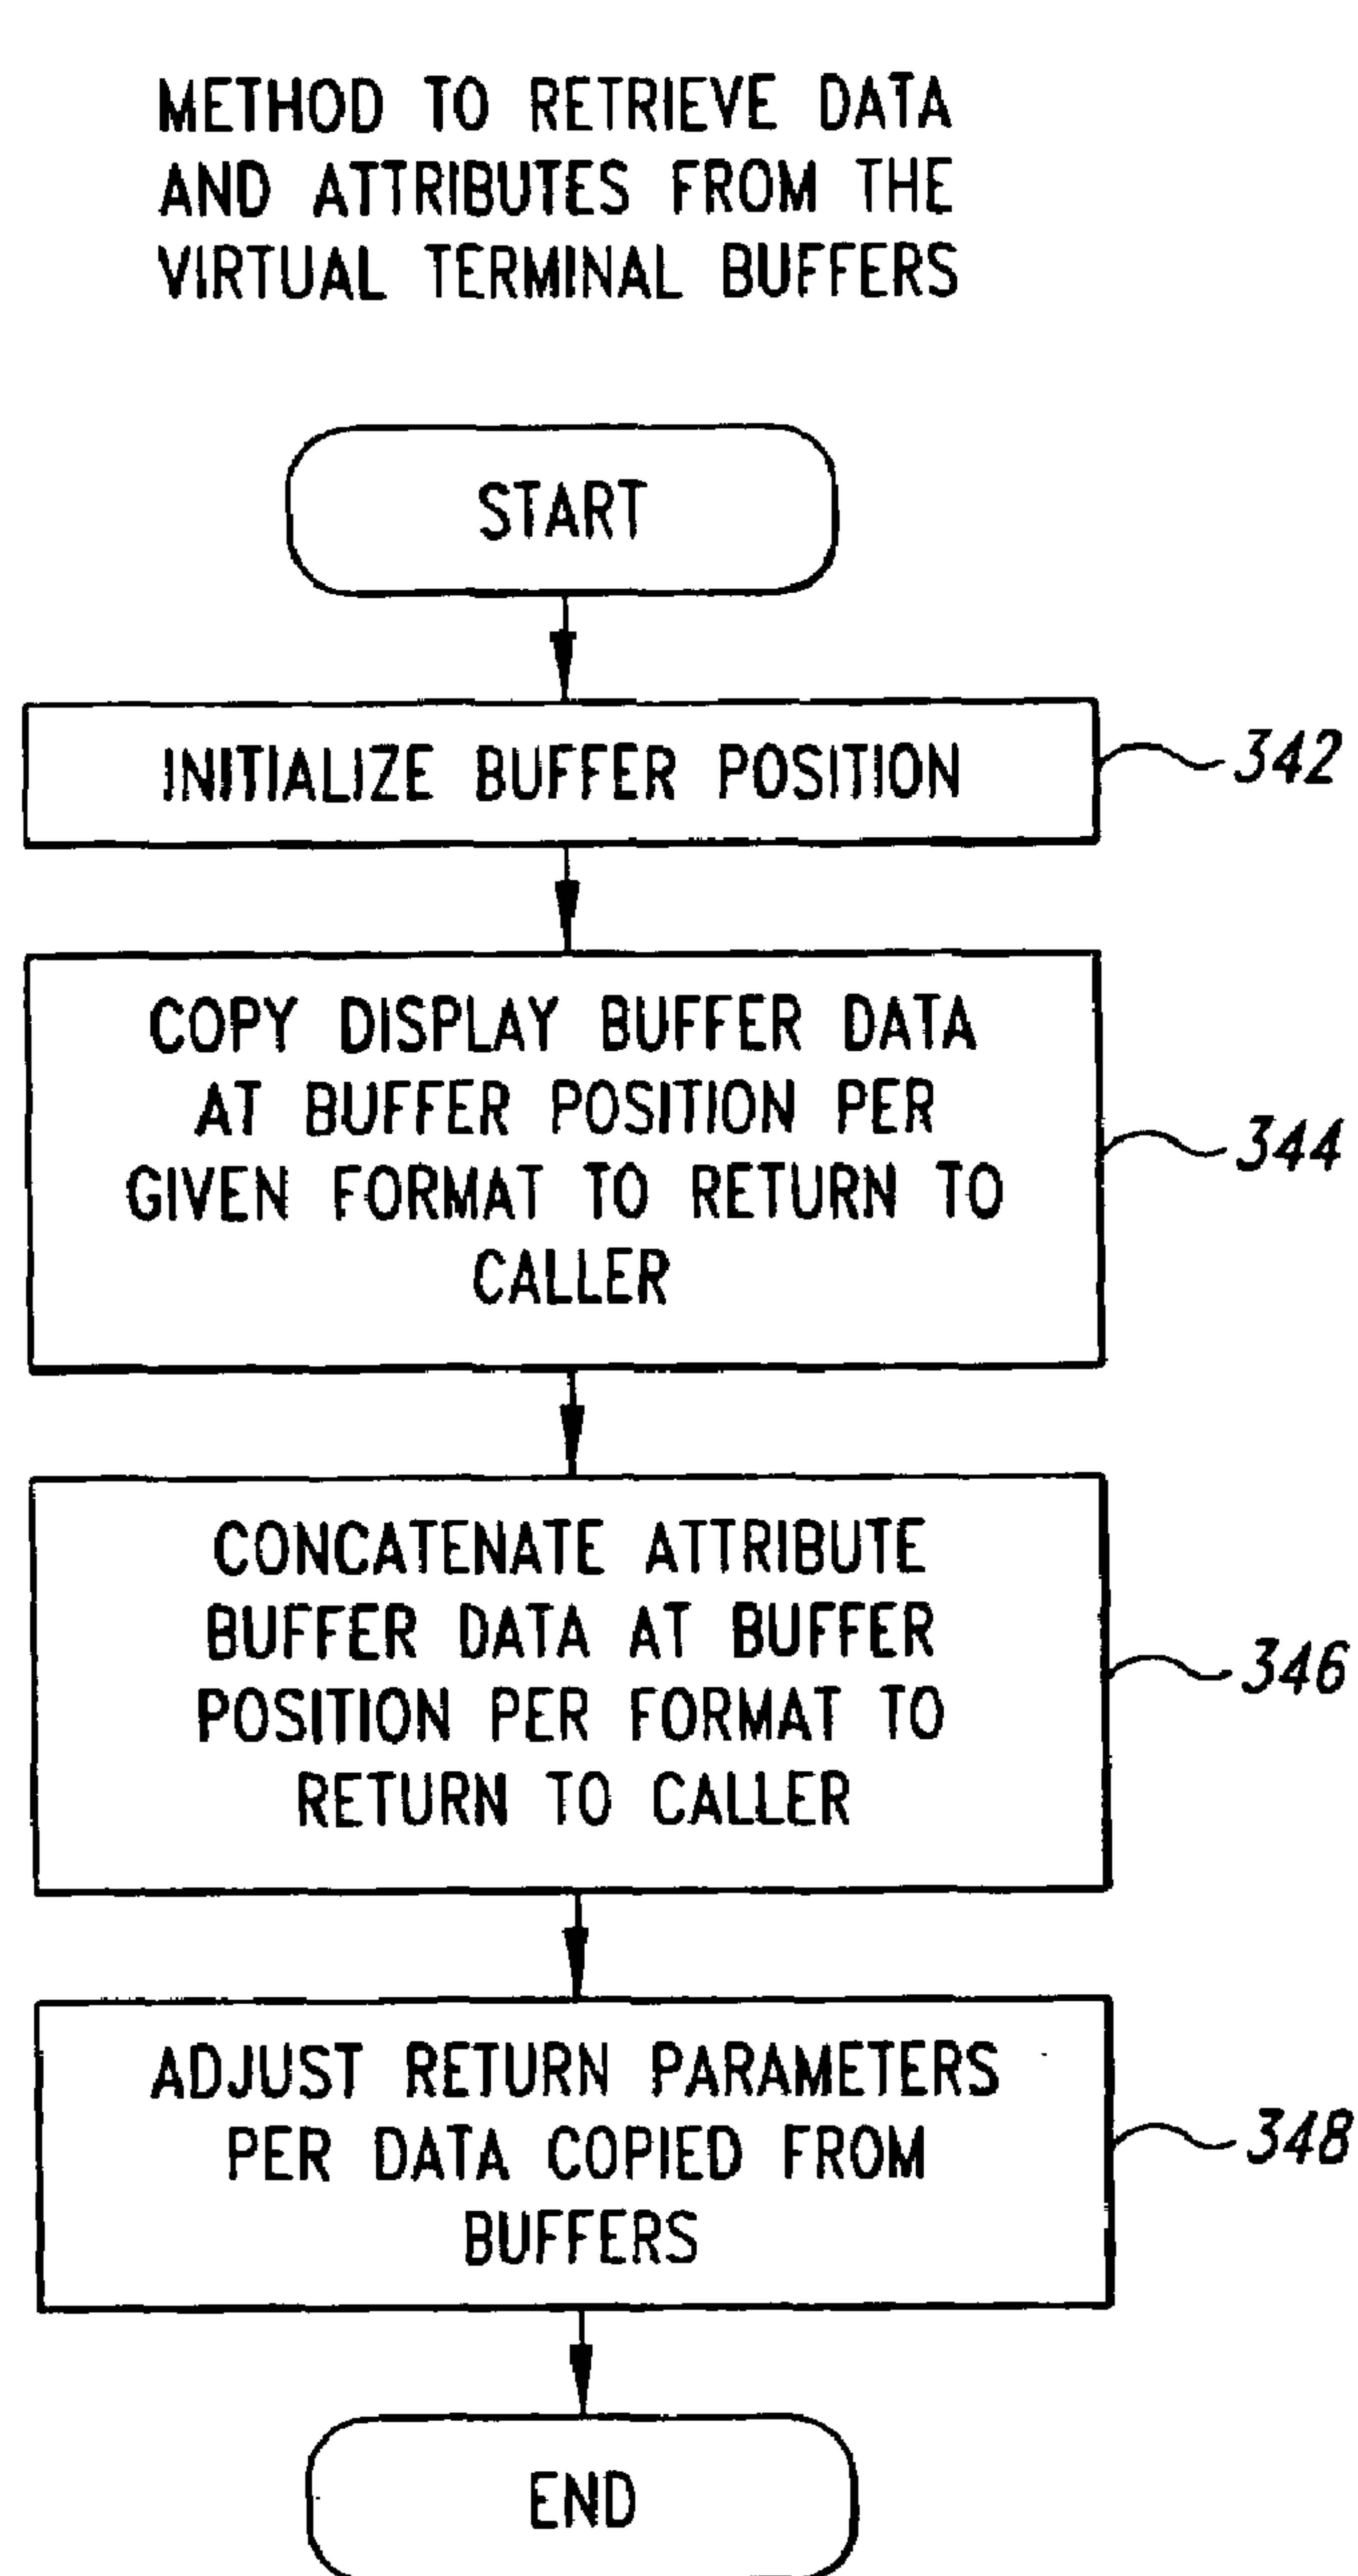 METHOD TO RETRIEVE DATA
AND ATTRIBUTES FROM THE
VIRTUAL TERMINAL BUFFERS
START
INITIALIZE BUFFER POSITION
342
COPY DISPLAY BUFFER DATA
AT BUFFER POSITION PER
GIVEN FORMAT TO RETURN TO
CALLER
344
CONCATENATE ATTRIBUTE
BUFFER DATA AT BUFFER
POSITION PER FORMAT TO
RETURN TO CALLER
346
ADJUST RETURN PARAMETERS
PER DATA COPIED FROM
BUFFERS
348
END